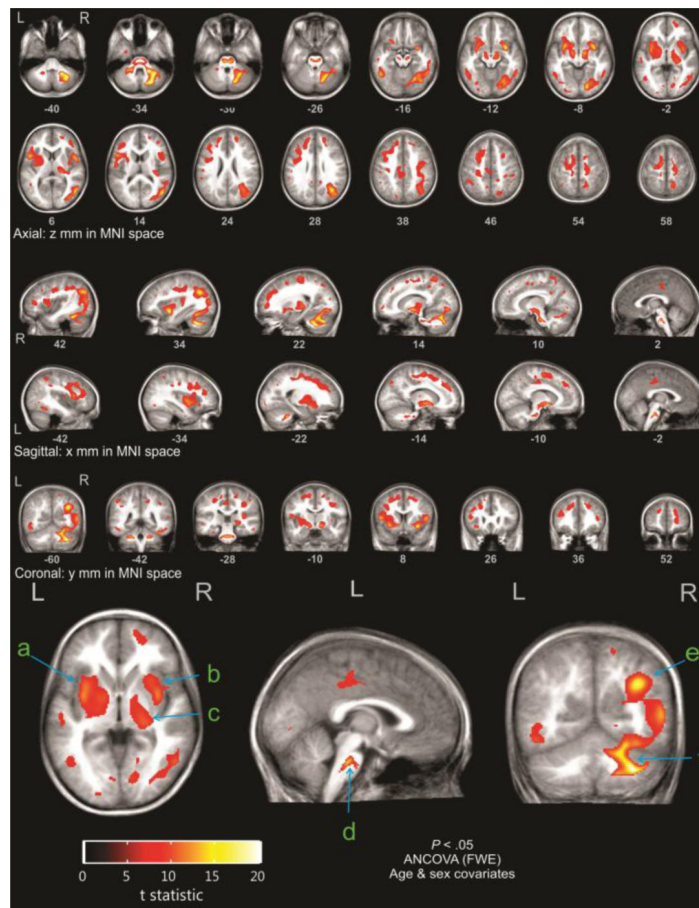 L R
-40 -34 -30 -26 -16 -12 -8 -2
6 14 24 28 38 46 54 58
Axial: z mm in MNI space
42 34 22 14 10 2
R
-42 -34 -22 -14 -10 -2
L
Sagittal: x mm in MNI space
L R
-60 -42 -28 -10 8 26 36 52
Coronal: y mm in MNI space
L R L L R
a b e
c
d
P < .05
ANCOVA (FWE)
Age & sex covariates
0 5 10 15 20
t statistic